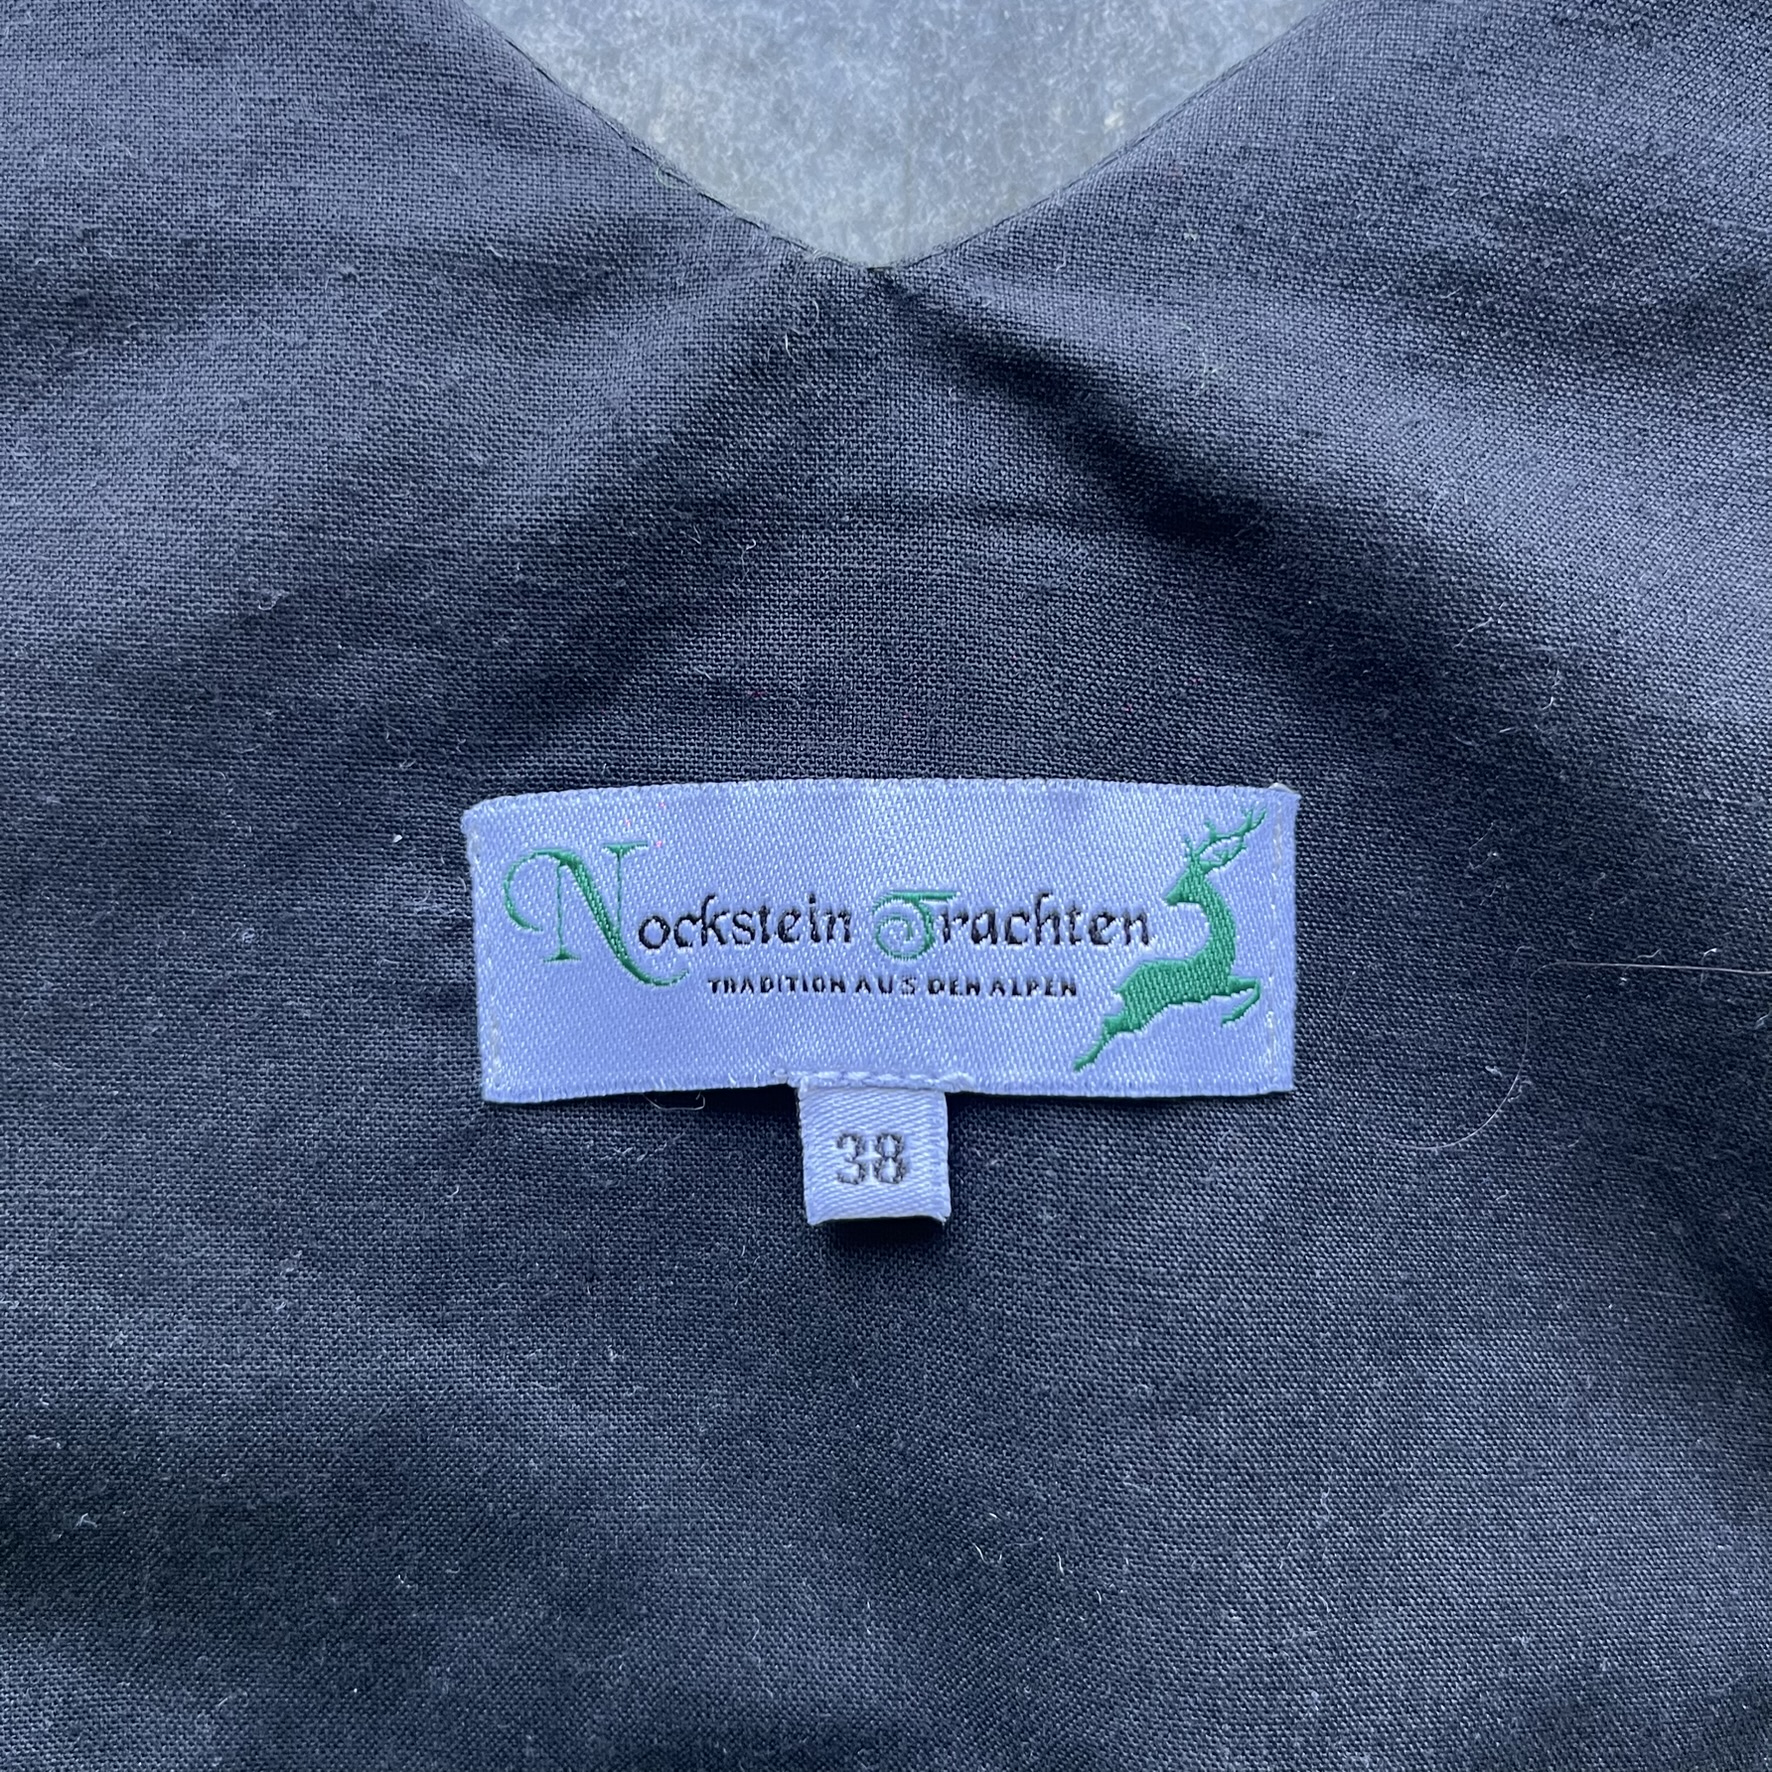 Nockstein Trachten
TRADITION AUS DEN ALPEN
38